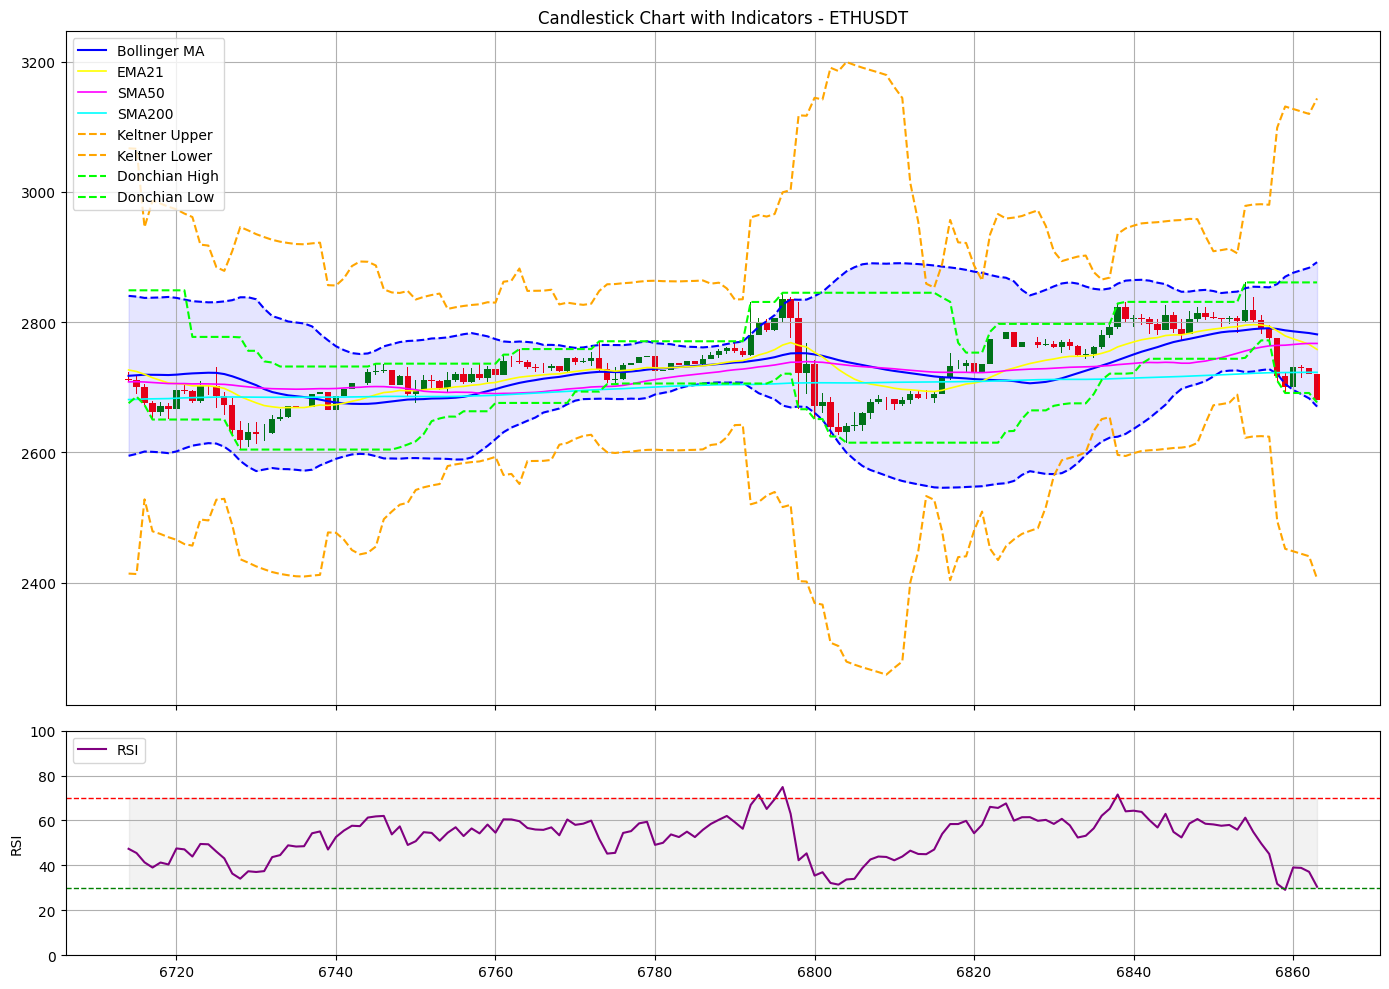 Candlestick Chart with Indicators - ETHUSDT
Bollinger MA
EMA21
SMA50
SMA200
Keltner Upper
Keltner Lower
Donchian High
Donchian Low
3200
3000
2800
2600
2400
RSI
RSI
100
80
60
40
20
0
6720
6740
6760
6780
6800
6820
6840
6860